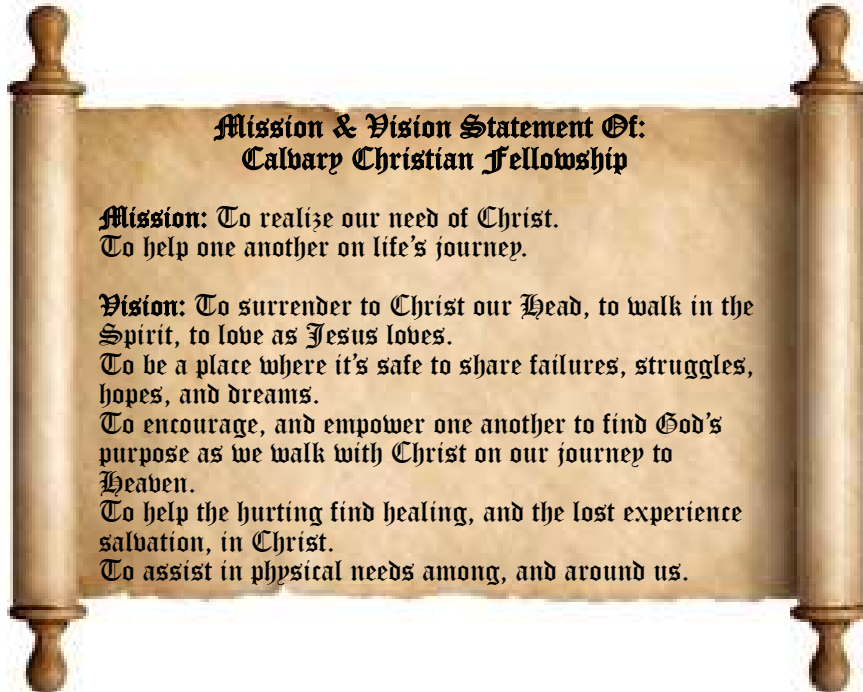 Mission & Vision Statement Of:
Calvary Christian Fellowship
Mission: To realize our need of Christ.
To help one another on life's journey.
Vision: To surrender to Christ our Head, to walk in the
Spirit, to love as Jesus loves.
To be a place where it's safe to share failures, struggles,
hopes, and dreams.
To encourage, and empower one another to find God's
purpose as we walk with Christ on our journey to
Heaven.
To help the hurting find healing, and the lost experience
salvation, in Christ.
To assist in physical needs among, and around us.